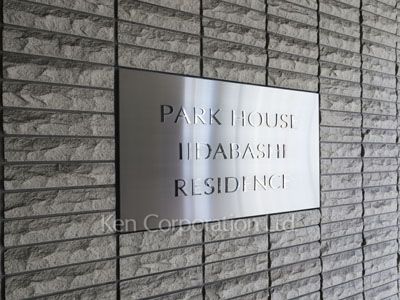 PARK HOUSE
IIDABASHI
RESIDENCE
Ken Corporation Ltd